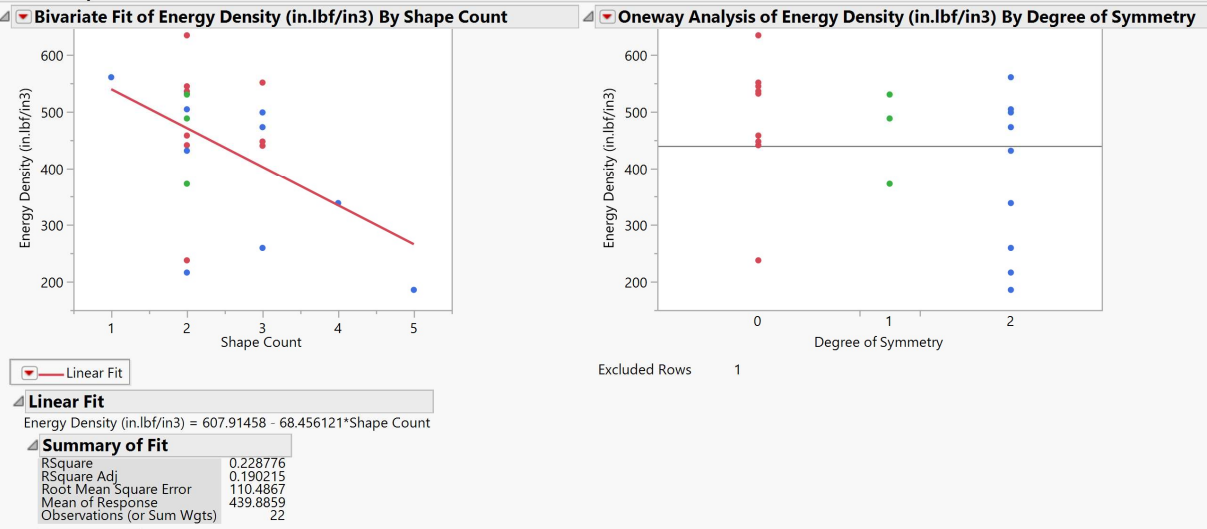 Bivariate Fit of Energy Density (in.lbf/in3) By Shape Count
Energy Density (in.lbf/in3)
600
500
400
300
200
1 2 3 4 5
Shape Count
Linear Fit
Linear Fit
Energy Density (in.lbf/in3) = 607.91458 - 68.456121*Shape Count
Summary of Fit
RSquare 0.228776
RSquare Adj 0.190215
Root Mean Square Error 110.4867
Mean of Response 439.8859
Observations (or Sum Wgts) 22
Oneway Analysis of Energy Density (in.lbf/in3) By Degree of Symmetry
Energy Density (in.lbf/in3)
600
500
400
300
200
0 1 2
Degree of Symmetry
Excluded Rows 1